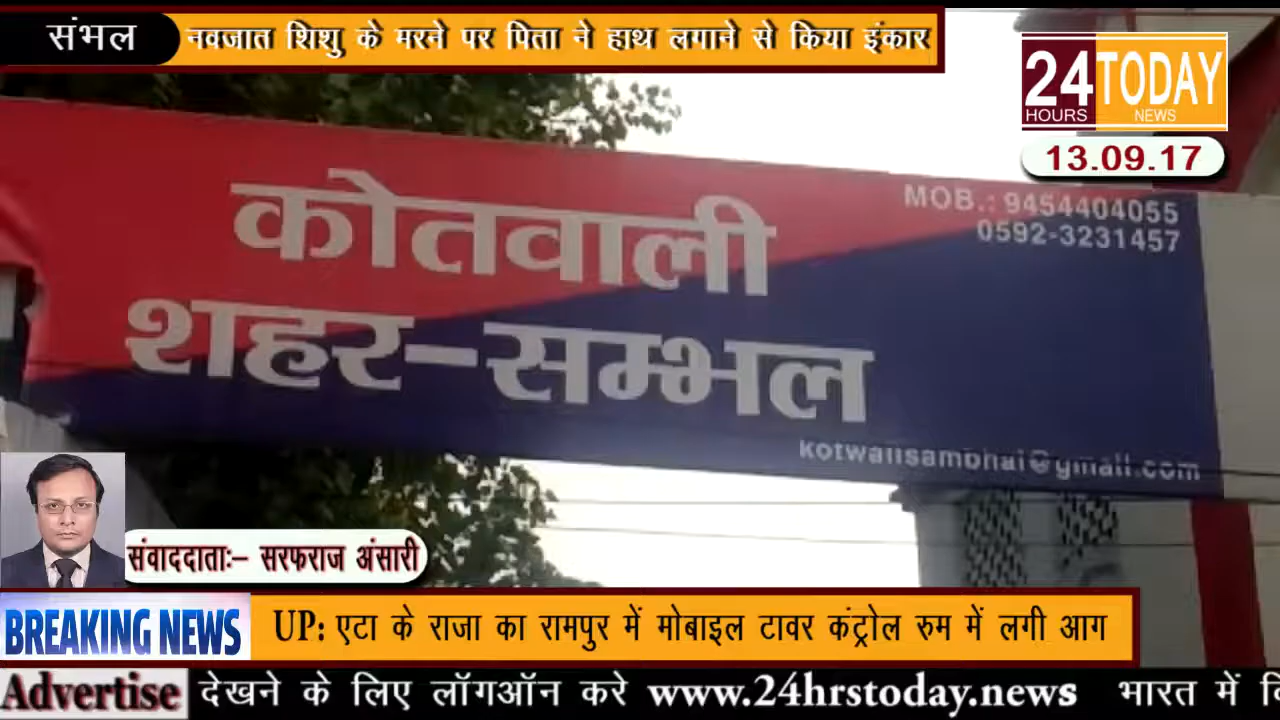 संभल
नवजात शिशु के मरने पर पिता ने हाथ लगाने से किया इंकार
24 TODAY
HOURS NEWS
13.09.17
MOB.: 9454404055
0592-3231457
कोतवाली
शहर-सम्भल
kotwalisambhal@gmail.com
संवाददाताः- सरफराज अंसारी
BREAKING NEWS
UP: एटा के राजा का रामपुर में मोबाइल टावर कंट्रोल रुम में लगी आग
Advertise देखने के लिए लॉगऑन करे www.24hrstoday.news भारत में